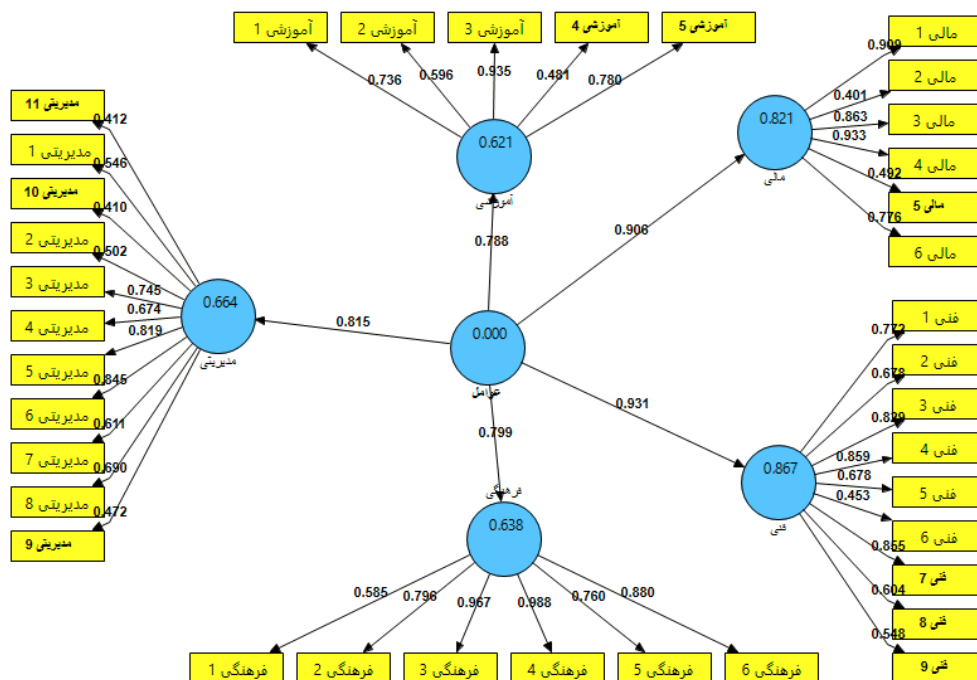 آموزشی 1
آموزشی 2
آموزشی 3
آموزشی 4
آموزشی 5
0.736
0.596
0.935
0.481
0.780
0.621
آموزشی
0.788
مالی 1
مالی 2
مالی 3
مالی 4
مالی 5
مالی 6
0.909
0.401
0.863
0.933
0.492
0.776
0.821
مالی
0.906
مدیریتی 11
مدیریتی 1
مدیریتی 10
مدیریتی 2
مدیریتی 3
مدیریتی 4
مدیریتی 5
مدیریتی 6
مدیریتی 7
مدیریتی 8
مدیریتی 9
0.412
0.546
0.410
0.502
0.745
0.674
0.819
0.845
0.611
0.690
0.472
0.664
مدیریتی
0.815
0.000
عوامل
0.931
0.799
فنی 1
فنی 2
فنی 3
فنی 4
فنی 5
فنی 6
فنی 7
فنی 8
فنی 9
0.772
0.678
0.829
0.859
0.678
0.453
0.855
0.604
0.548
0.867
فنی
فرهنگی
0.638
0.585
0.796
0.967
0.988
0.760
0.880
فرهنگی 1
فرهنگی 2
فرهنگی 3
فرهنگی 4
فرهنگی 5
فرهنگی 6